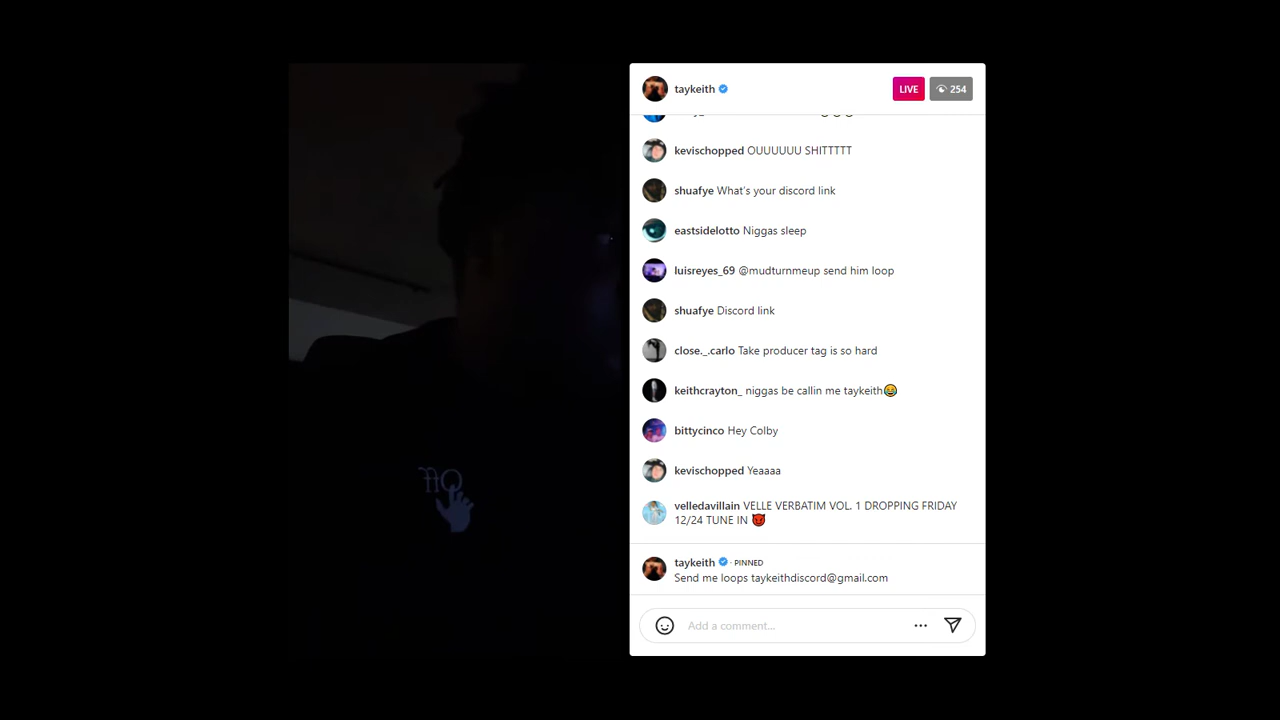 taykeith
LIVE
254
kevischopped OUUUUUU SHITTTTT
shuafye What's your discord link
eastsidelotto Niggas sleep
luisreyes_69 @mudturnmeup send him loop
shuafye Discord link
close._.carlo Take producer tag is so hard
keithcrayton_ niggas be callin me taykeith😂
bittycinco Hey Colby
kevischopped Yeaaaa
velledavillain VELLE VERBATIM VOL. 1 DROPPING FRIDAY
12/24 TUNE IN 😈
taykeith · PINNED
Send me loops taykeithdiscord@gmail.com
Add a comment...
Off